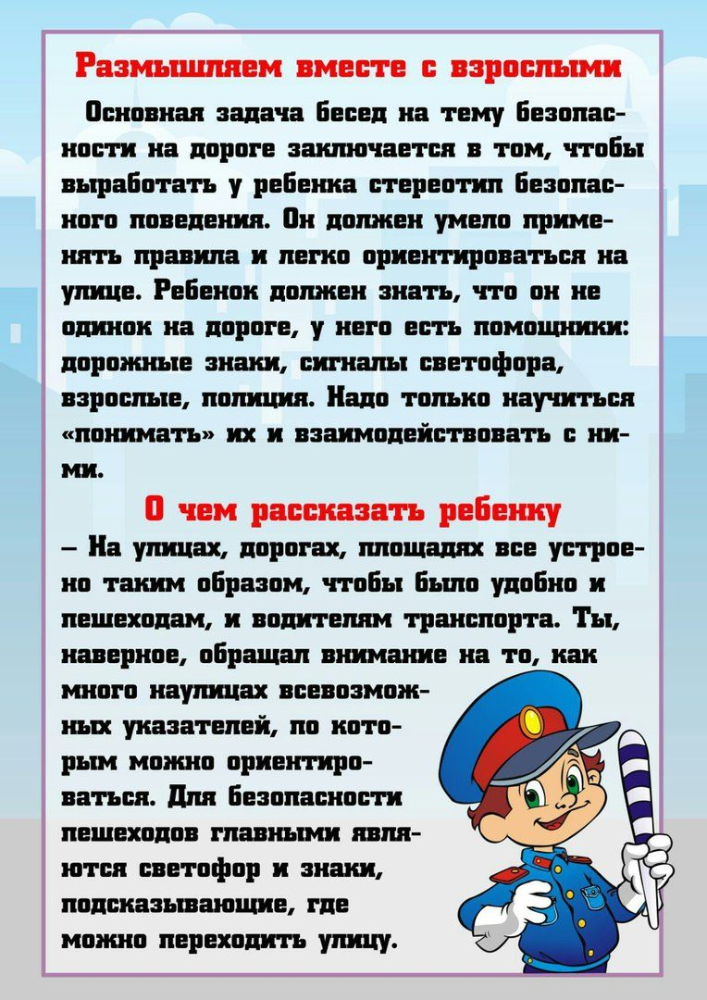 Размышляем вместе с взрослыми
Основная задача бесед на тему безопас-
ности на дороге заключается в том, чтобы
выработать у ребенка стереотип безопас-
ного поведения. Он должен умело приме-
нять правила и легко ориентироваться на
улице. Ребенок должен знать, что он не
одинок на дороге, у него есть помощники:
дорожные знаки, сигналы светофора,
взрослые, полиция. Надо только научиться
«понимать» их и взаимодействовать с ни-
ми.
О чем рассказать ребенку
– На улицах, дорогах, площадях все устрое-
но таким образом, чтобы было удобно и
пешеходам, и водителям транспорта. Ты,
наверное, обращал внимание на то, как
много наулицах всевозмож-
ных указателей, по кото-
рым можно ориентиро-
ваться. Для безопасности
пешеходов главными явля-
ются светофор и знаки,
подсказывающие, где
можно переходить улицу.